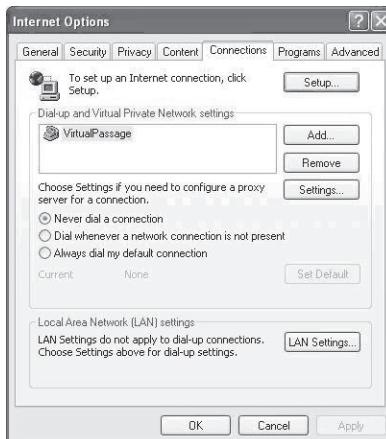 Internet Options
General Security Privacy Content Connections Programs Advanced
To set up an Internet connection, click
Setup.
Setup...
Dial-up and Virtual Private Network settings
VirtualPassage
Add...
Remove
Choose Settings if you need to configure a proxy
server for a connection.
Settings...
Never dial a connection
Dial whenever a network connection is not present
Always dial my default connection
Current None
Set Default
Local Area Network (LAN) settings
LAN Settings do not apply to dial-up connections.
Choose Settings above for dial-up settings.
LAN Settings...
OK Cancel Apply